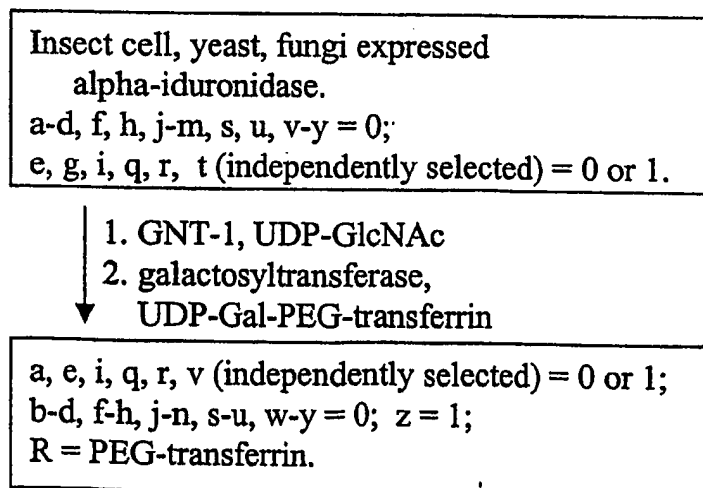 Insect cell, yeast, fungi expressed
alpha-iduronidase.
a-d, f, h, j-m, s, u, v-y = 0;
e, g, i, q, r, t (independently selected) = 0 or 1.
1. GNT-1, UDP-GlcNAc
2. galactosyltransferase,
UDP-Gal-PEG-transferrin
a, e, i, q, r, v (independently selected) = 0 or 1;
b-d, f-h, j-n, s-u, w-y = 0; z = 1;
R = PEG-transferrin.